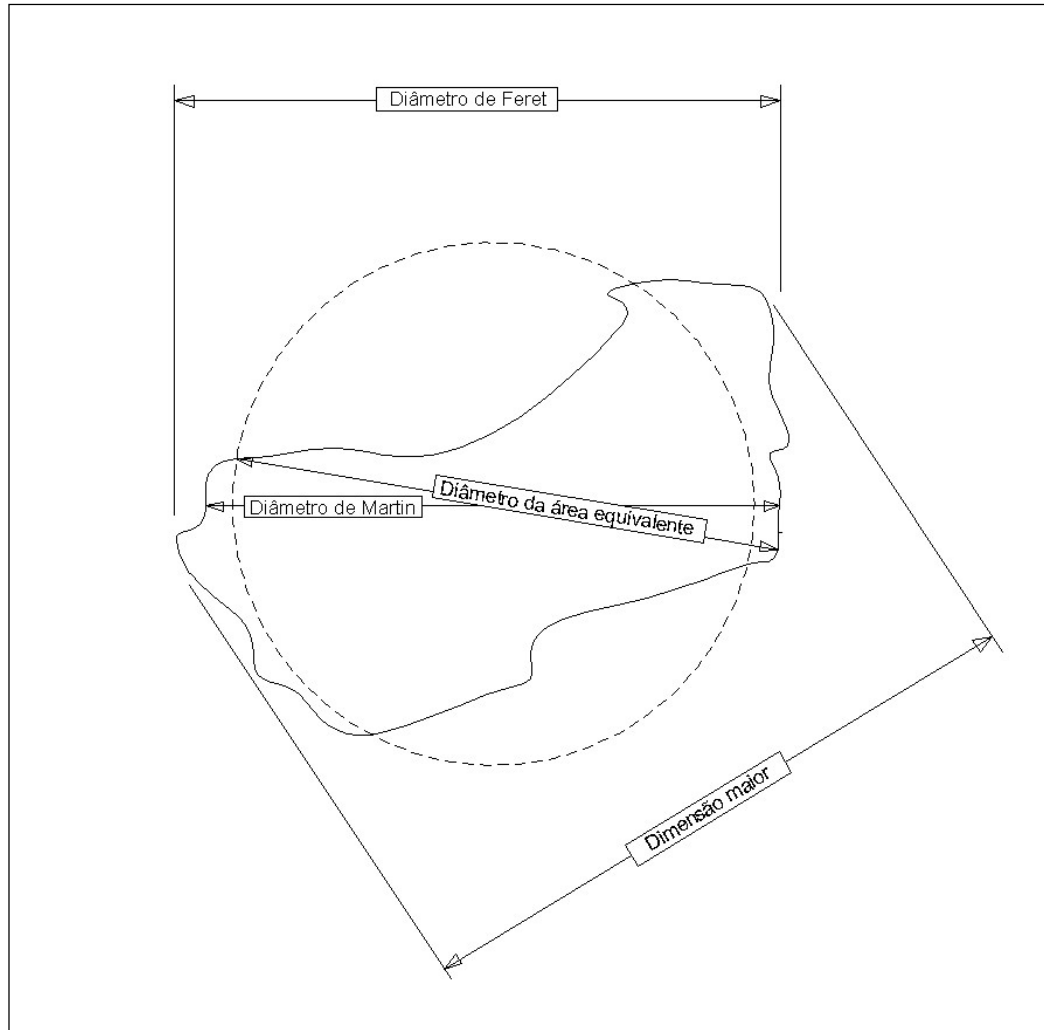 Diâmetro de Feret
Diâmetro da área equivalente
Diâmetro de Martin
Dimensão maior